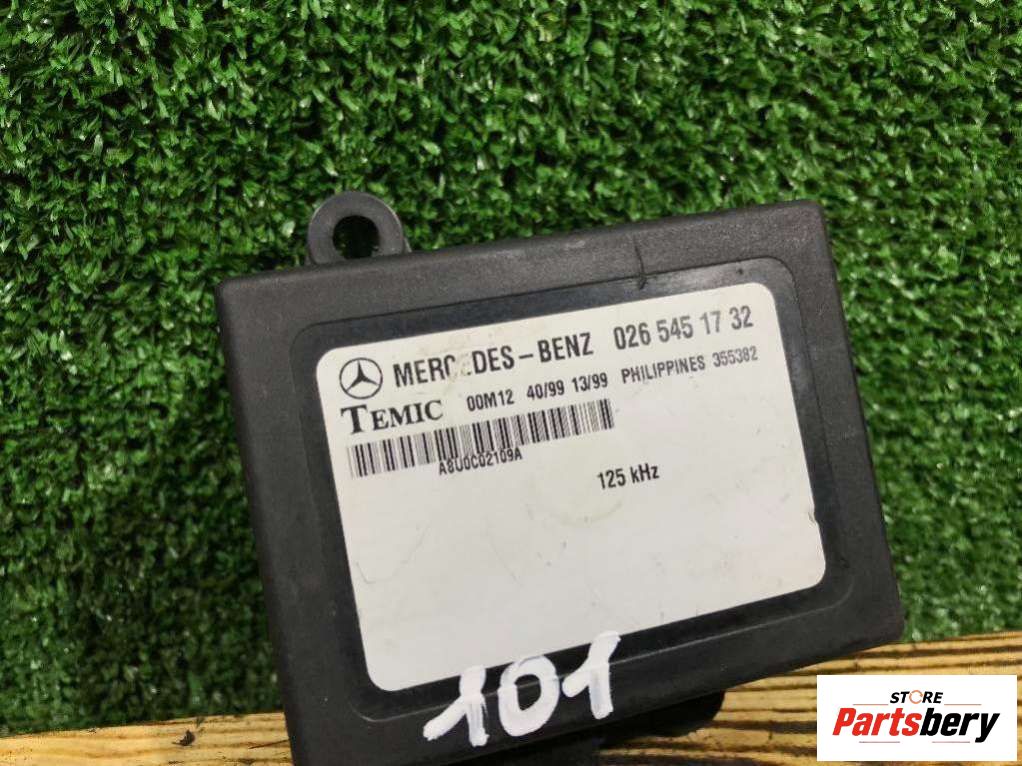 MERCEDES-BENZ 026 545 17 32
TEMIC 00M12 40/99 13/99 PHILIPPINES 355382
A8U0C02109A
125 kHz
101
STORE
Partsbery